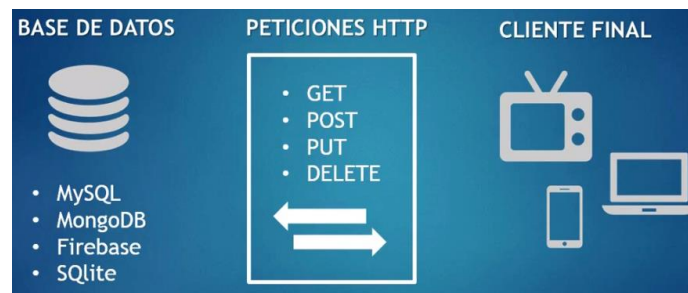 BASE DE DATOS
• MySQL
• MongoDB
• Firebase
• SQlite
PETICIONES HTTP
• GET
• POST
• PUT
• DELETE
CLIENTE FINAL